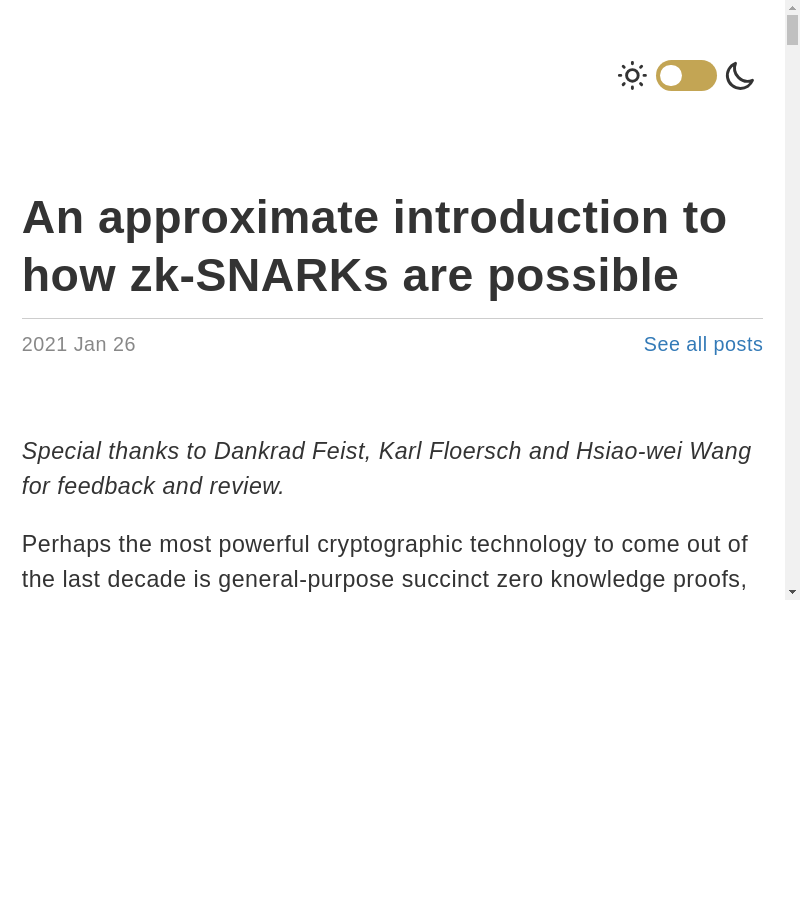 An approximate introduction to
how zk-SNARKs are possible
2021 Jan 26
See all posts
Special thanks to Dankrad Feist, Karl Floersch and Hsiao-wei Wang
for feedback and review.
Perhaps the most powerful cryptographic technology to come out of
the last decade is general-purpose succinct zero knowledge proofs,